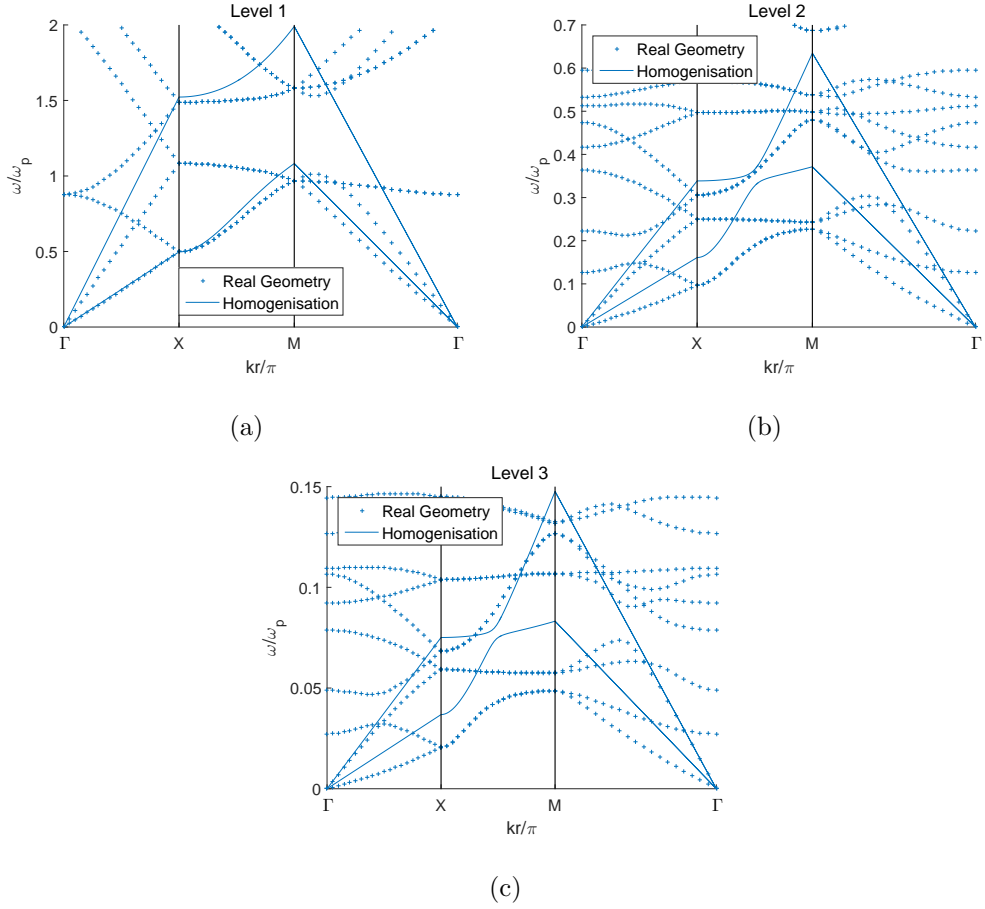 Level 1
2
1.5
1
0.5
0
ω/ω_p
Real Geometry
Homogenisation
Γ X M Γ
kr/π
(a)
Level 2
0.7
0.6
0.5
0.4
0.3
0.2
0.1
0
ω/ω_p
Real Geometry
Homogenisation
Γ X M Γ
kr/π
(b)
Level 3
0.15
0.1
0.05
0
ω/ω_p
Real Geometry
Homogenisation
Γ X M Γ
kr/π
(c)